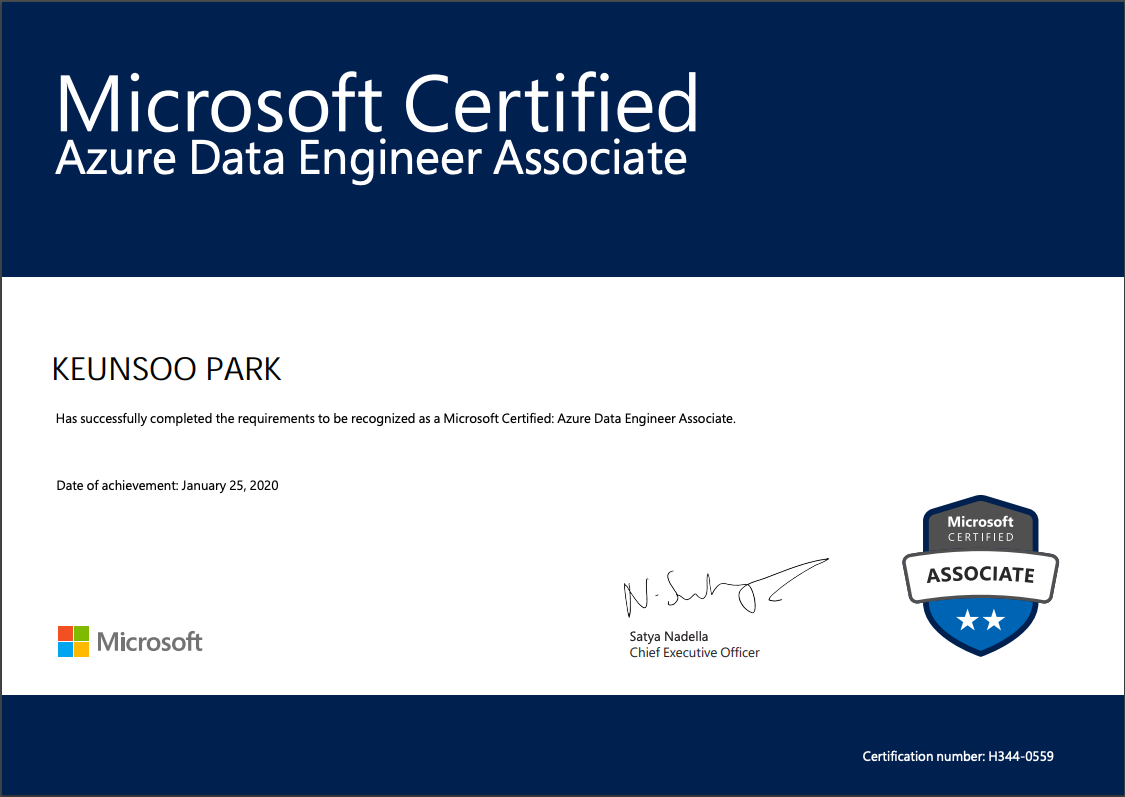 Microsoft Certified
Azure Data Engineer Associate
KEUNSOO PARK
Has successfully completed the requirements to be recognized as a Microsoft Certified: Azure Data Engineer Associate.
Date of achievement: January 25, 2020
Microsoft
CERTIFIED
ASSOCIATE
Satya Nadella
Chief Executive Officer
Microsoft
Certification number: H344-0559